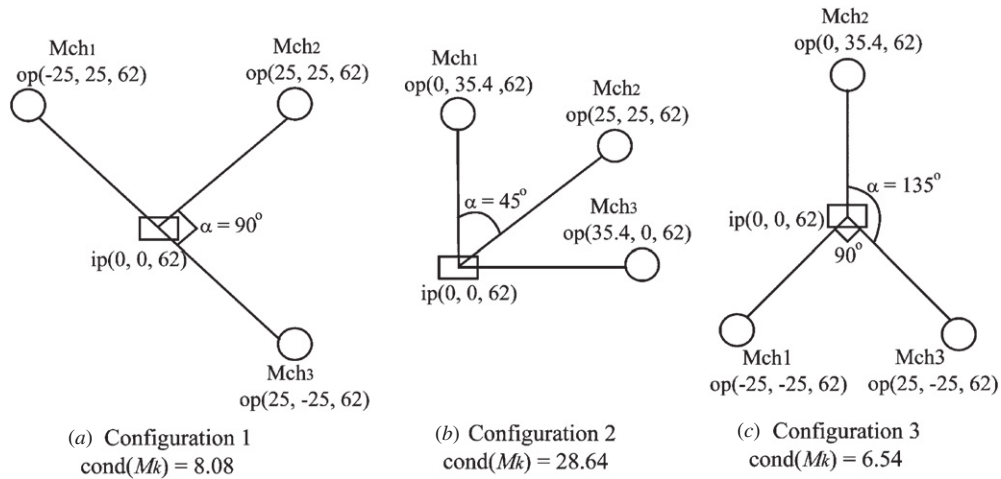 Mch1
op(-25, 25, 62)
Mch2
op(25, 25, 62)
α = 90°
ip(0, 0, 62)
Mch3
op(25, -25, 62)
(a) Configuration 1
cond(Mk) = 8.08
Mch1
op(0, 35.4 ,62)
Mch2
op(25, 25, 62)
α = 45°
Mch3
op(35.4, 0, 62)
ip(0, 0, 62)
(b) Configuration 2
cond(Mk) = 28.64
Mch2
op(0, 35.4, 62)
α = 135°
ip(0, 0, 62)
90°
Mch1
op(-25, -25, 62)
Mch3
op(25, -25, 62)
(c) Configuration 3
cond(Mk) = 6.54